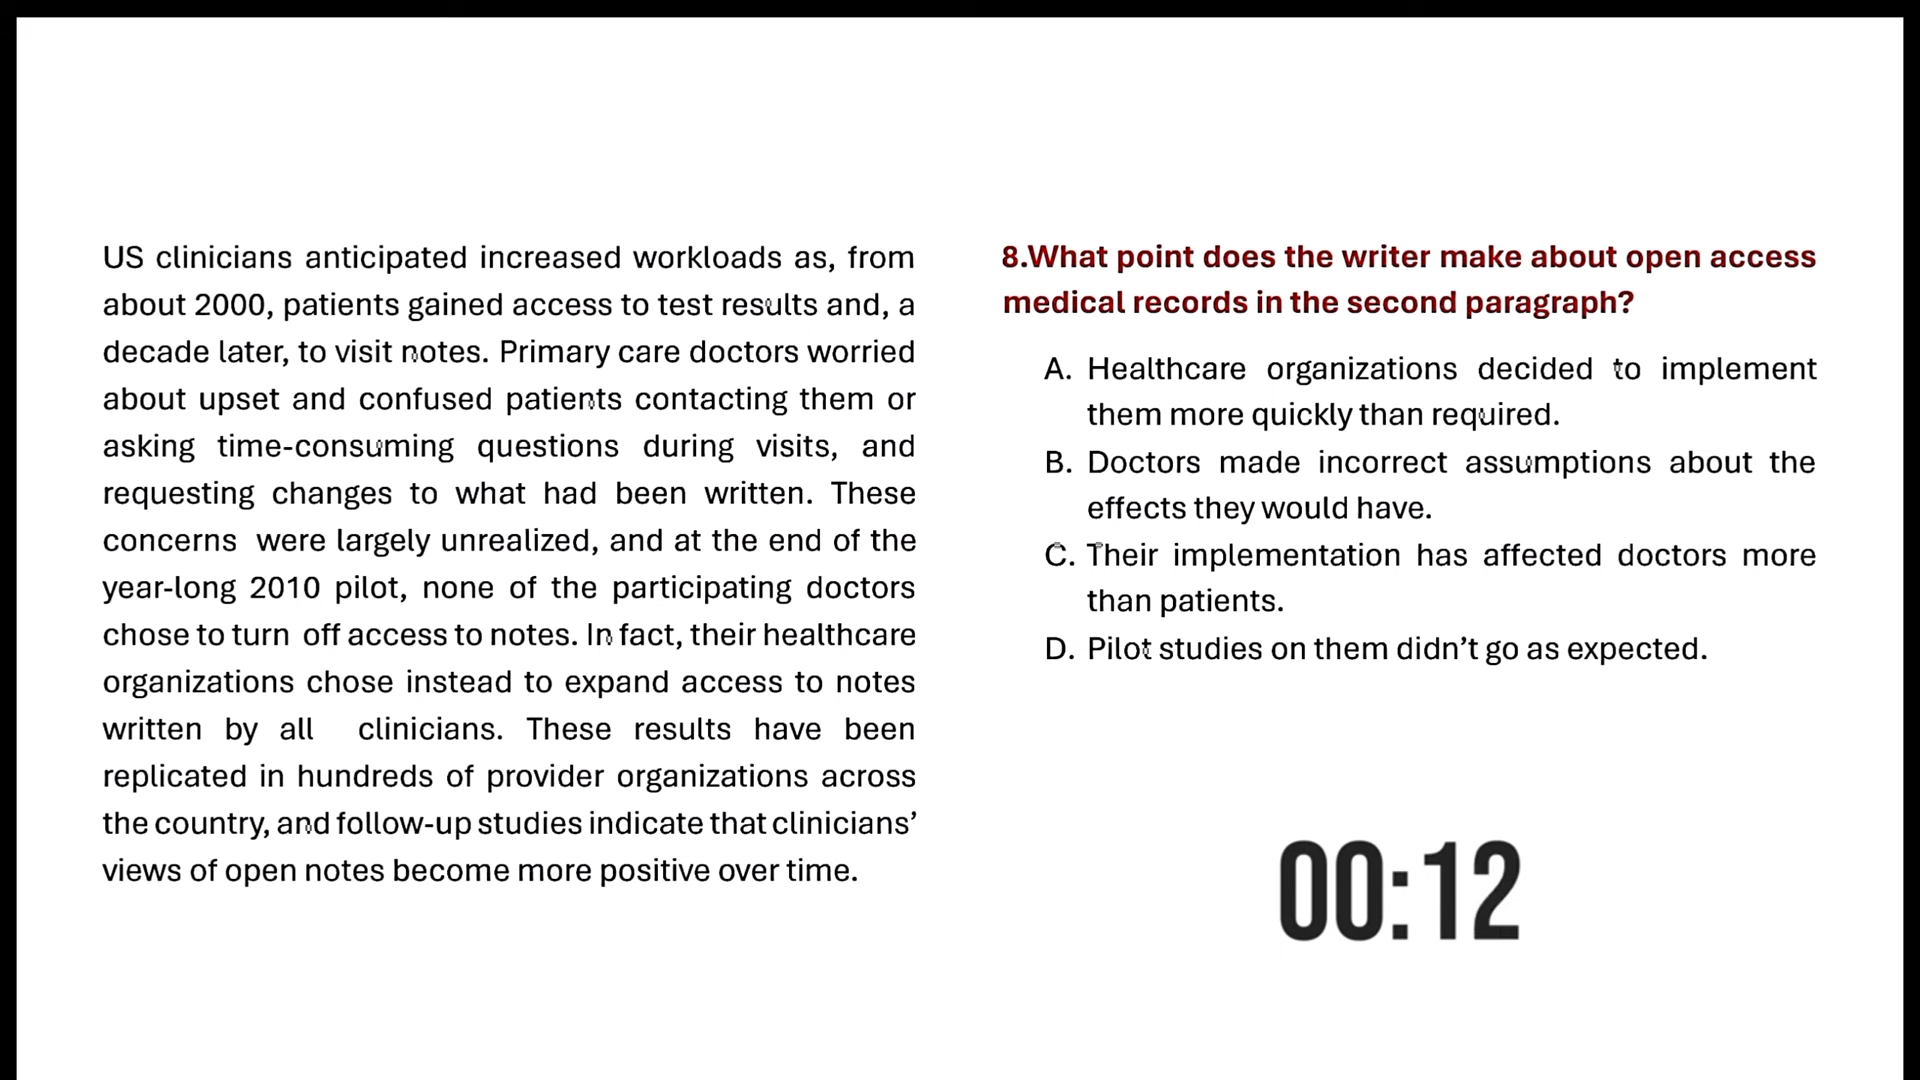 US clinicians anticipated increased workloads as, from
about 2000, patients gained access to test results and, a
decade later, to visit notes. Primary care doctors worried
about upset and confused patients contacting them or
asking time-consuming questions during visits, and
requesting changes to what had been written. These
concerns were largely unrealized, and at the end of the
year-long 2010 pilot, none of the participating doctors
chose to turn off access to notes. In fact, their healthcare
organizations chose instead to expand access to notes
written by all clinicians. These results have been
replicated in hundreds of provider organizations across
the country, and follow-up studies indicate that clinicians’
views of open notes become more positive over time.
8.What point does the writer make about open access
medical records in the second paragraph?
A. Healthcare organizations decided to implement
them more quickly than required.
B. Doctors made incorrect assumptions about the
effects they would have.
C. Their implementation has affected doctors more
than patients.
D. Pilot studies on them didn’t go as expected.
00:12